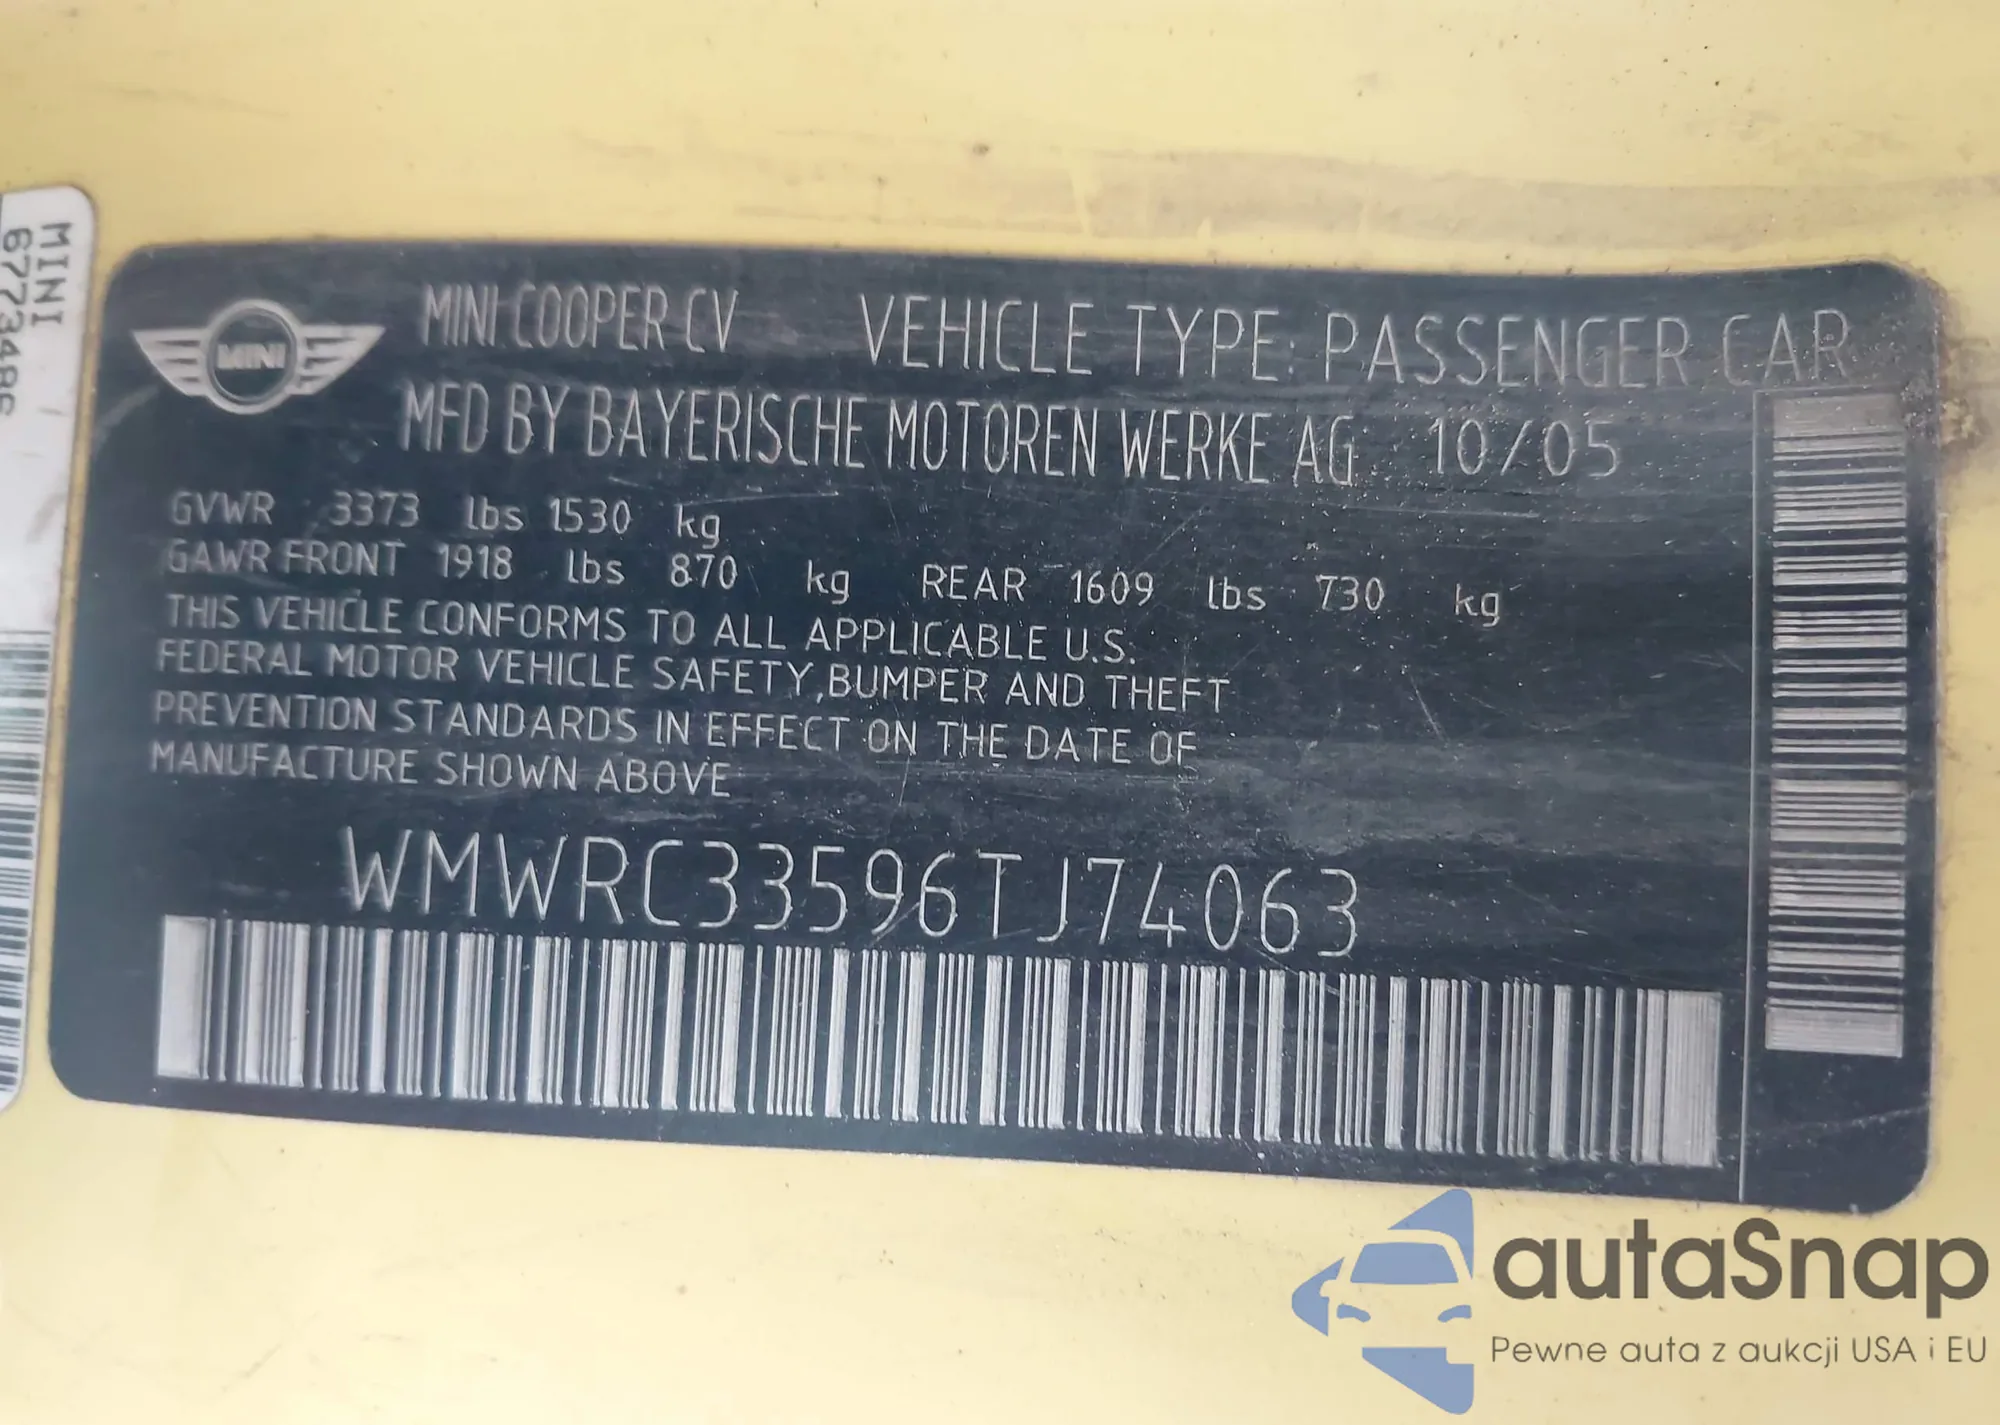 MINI
6773486
MINI
MINI COOPER CV VEHICLE TYPE: PASSENGER CAR
MFD BY BAYERISCHE MOTOREN WERKE AG 10/05
GVWR 3373 lbs 1530 kg
GAWR FRONT 1918 lbs 870 kg REAR 1609 lbs 730 kg
THIS VEHICLE CONFORMS TO ALL APPLICABLE U.S.
FEDERAL MOTOR VEHICLE SAFETY,BUMPER AND THEFT
PREVENTION STANDARDS IN EFFECT ON THE DATE OF
MANUFACTURE SHOWN ABOVE
WMWRC33596TJ74063
autaSnap
Pewne auta z aukcji USA i EU